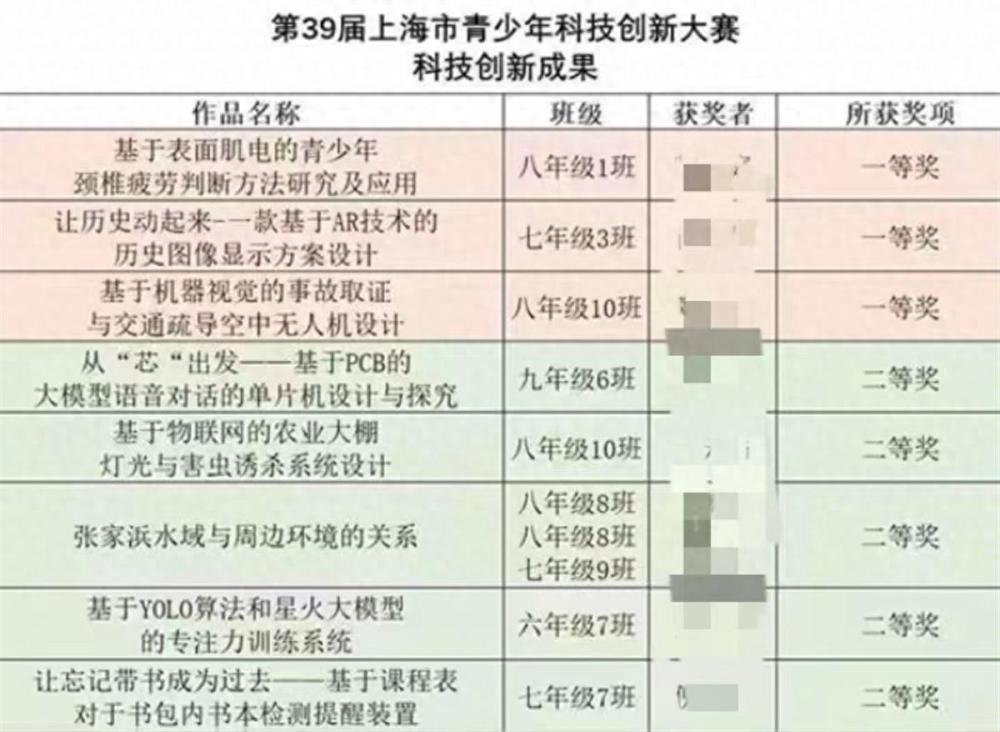 第39届上海市青少年科技创新大赛
科技创新成果
作品名称 班级 获奖者 所获奖项
基于表面肌电的青少年
颈椎疲劳判断方法研究及应用
八年级1班 一等奖
让历史动起来-一款基于AR技术的
历史图像显示方案设计
七年级3班 一等奖
基于机器视觉的事故取证
与交通疏导空中无人机设计
八年级10班 一等奖
从“芯“出发——基于PCB的
大模型语音对话的单片机设计与探究
九年级6班 二等奖
基于物联网的农业大棚
灯光与害虫诱杀系统设计
八年级10班 二等奖
张家浜水域与周边环境的关系
八年级8班
八年级8班
七年级9班
二等奖
基于YOLO算法和星火大模型
的专注力训练系统
六年级7班 二等奖
让忘记带书成为过去——基于课程表
对于书包内书本检测提醒装置
七年级7班 二等奖